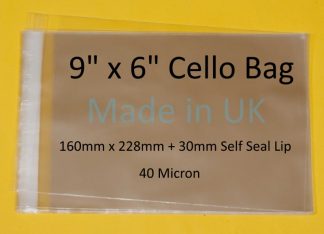 9" x 6" Cello Bag
Made in UK
160mm x 228mm + 30mm Self Seal Lip
40 Micron